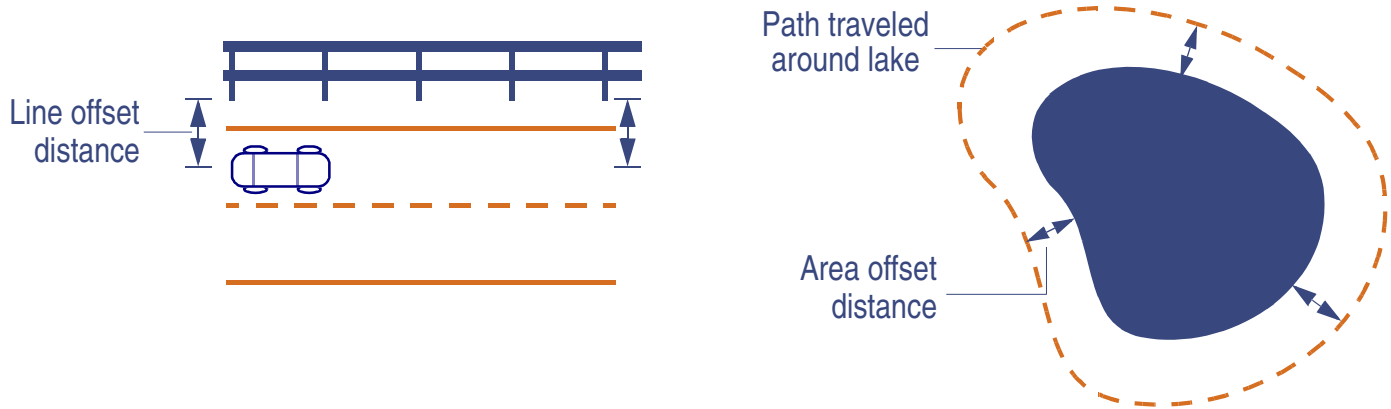 Line offset
distance
Path traveled
around lake
Area offset
distance